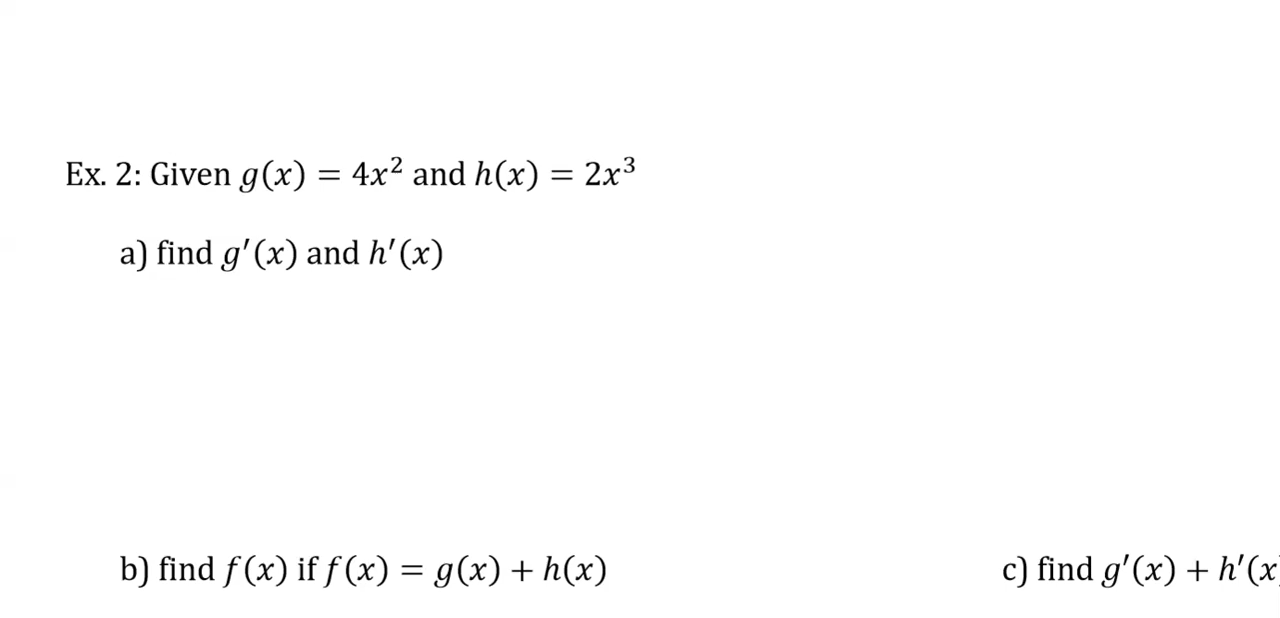 Ex. 2: Given g(x) = 4x² and h(x) = 2x³
a) find g′(x) and h′(x)
b) find f(x) if f(x) = g(x) + h(x)
c) find g′(x) + h′(x